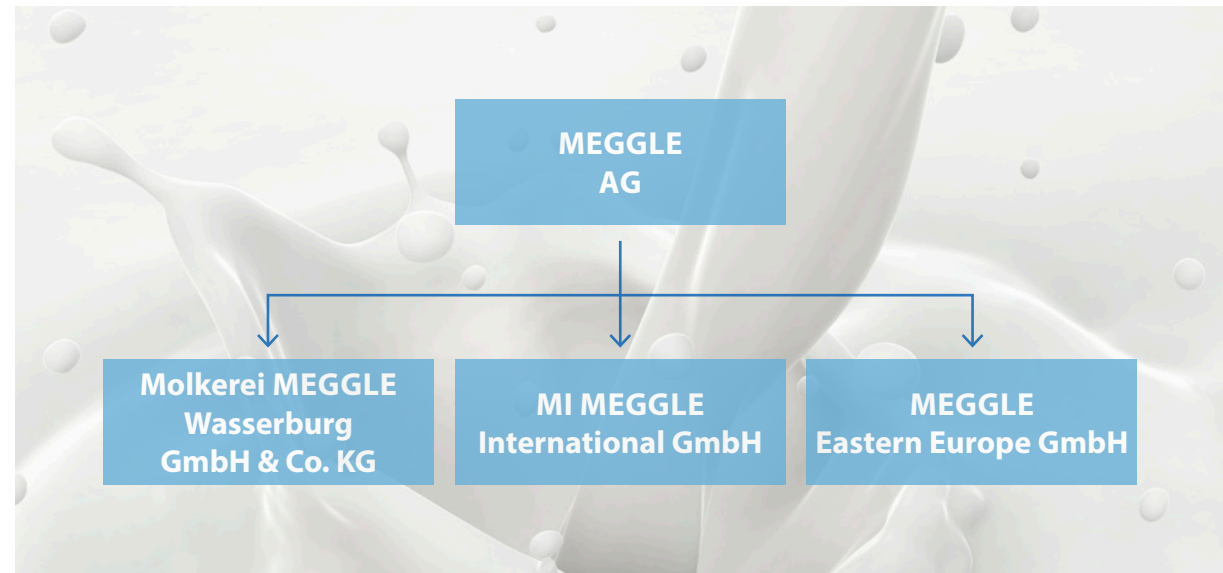 MEGGLE
AG
Molkerei MEGGLE
Wasserburg
GmbH & Co. KG
MI MEGGLE
International GmbH
MEGGLE
Eastern Europe GmbH